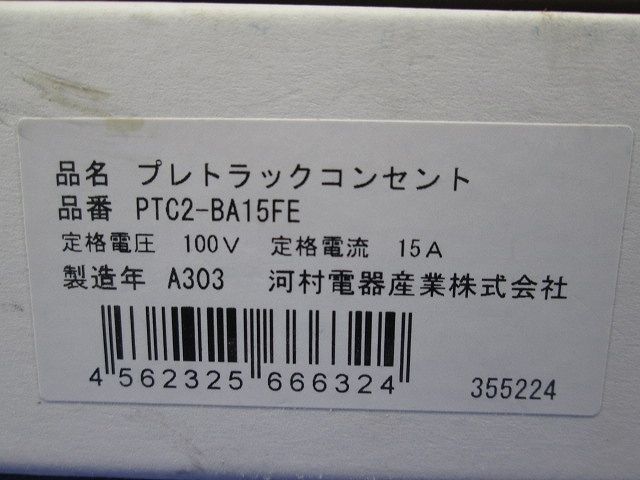 品名 プレトラックコンセント
品番 PTC2-BA15FE
定格電圧 100V 定格電流 15A
製造年 A303 河村電器産業株式会社
4 562325 666324
355224